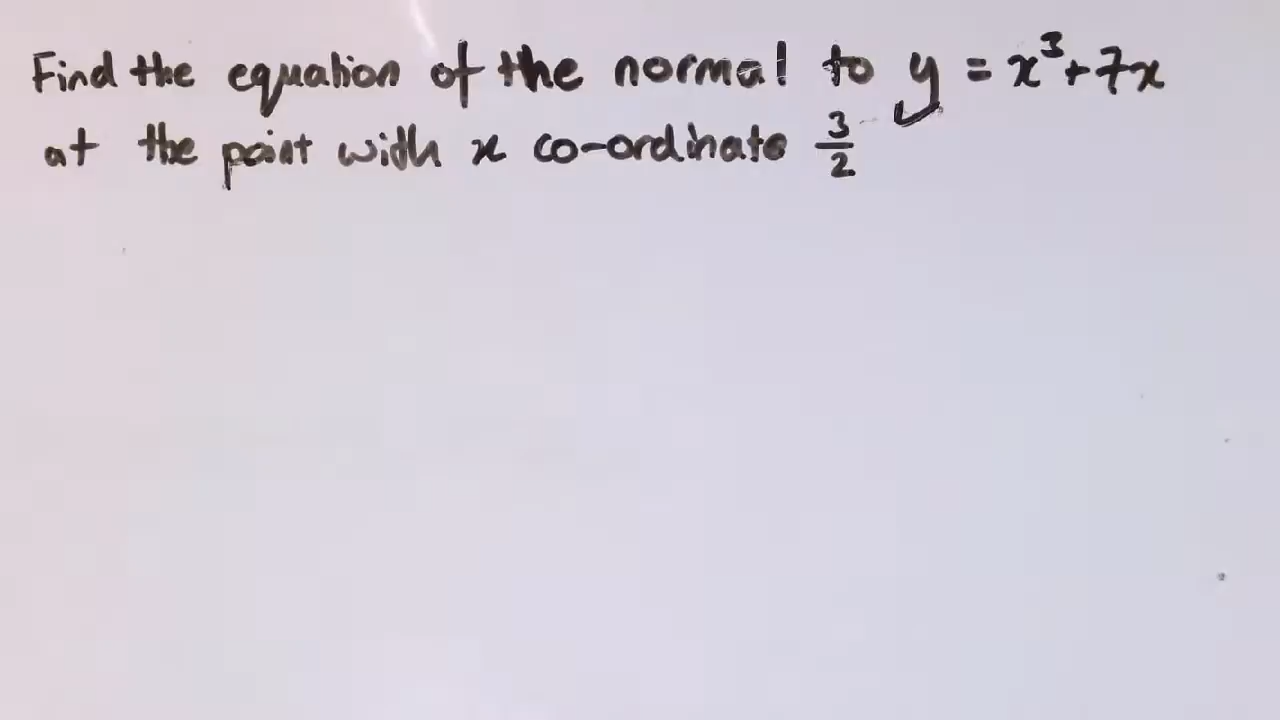 Find the equation of the normal to y = x³+7x
at the point with x co-ordinate 3/2